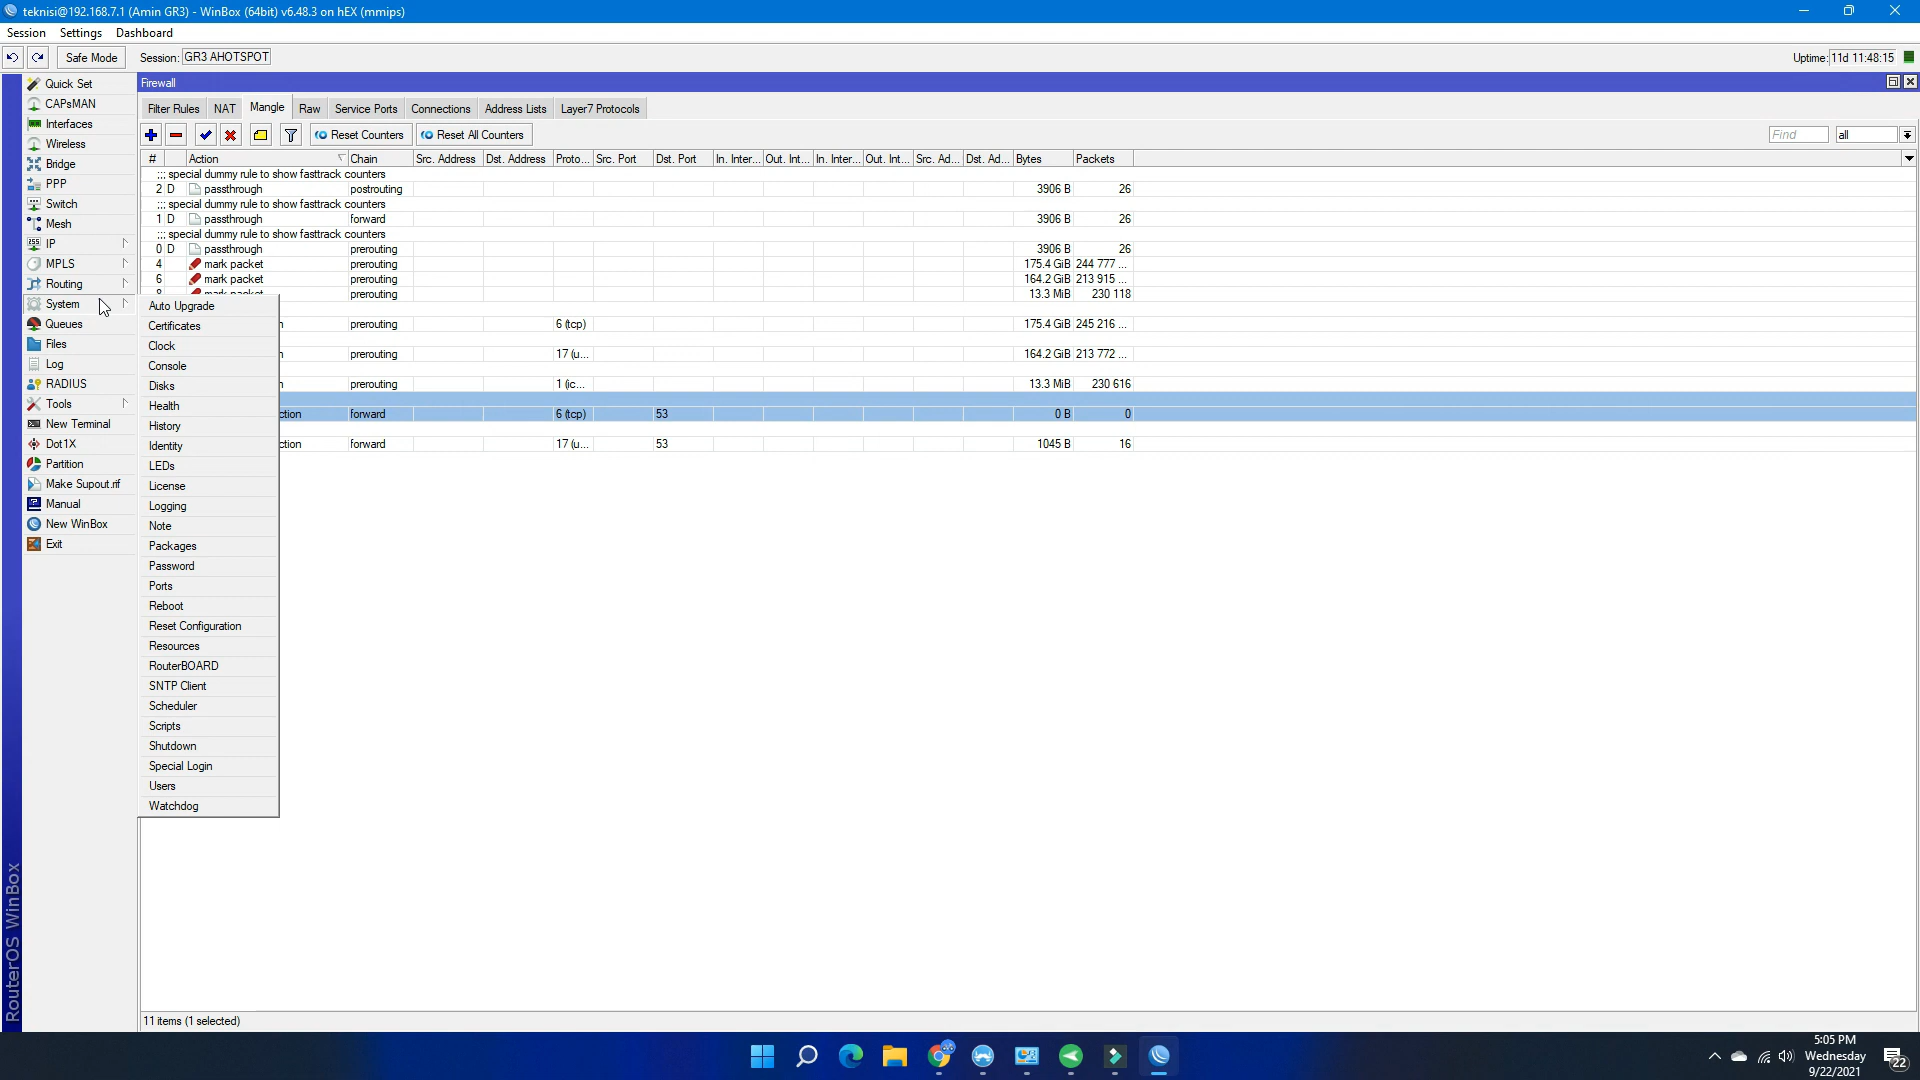 teknisi@192.168.7.1 (Amin GR3) - WinBox (64bit) v6.48.3 on hEX (mmips)
Session Settings Dashboard
Safe Mode Session: GR3 AHOTSPOT Uptime: 11d 11:48:15
Quick Set
CAPsMAN
Interfaces
Wireless
Bridge
PPP
Switch
Mesh
IP
MPLS
Routing
System
Queues
Files
Log
RADIUS
Tools
New Terminal
Dot1X
Partition
Make Supout.rif
Manual
New WinBox
Exit
RouterOS WinBox
Firewall
Filter Rules NAT Mangle Raw Service Ports Connections Address Lists Layer7 Protocols
Reset Counters Reset All Counters Find all
# Action Chain Src. Address Dst. Address Proto... Src. Port Dst. Port In. Inter... Out. Int... In. Inter... Out. Int... Src. Ad... Dst. Ad... Bytes Packets
;;; special dummy rule to show fasttrack counters
2 D passthrough postrouting 3906 B 26
;;; special dummy rule to show fasttrack counters
1 D passthrough forward 3906 B 26
;;; special dummy rule to show fasttrack counters
0 D passthrough prerouting 3906 B 26
4 mark packet prerouting 175.4 GiB 244 777 ...
6 mark packet prerouting 164.2 GiB 213 915 ...
8 mark packet prerouting 13.3 MiB 230 118
n prerouting 6 (tcp) 175.4 GiB 245 216 ...
prerouting 17 (u... 164.2 GiB 213 772 ...
n prerouting 1 (ic... 13.3 MiB 230 616
ction forward 6 (tcp) 53 0 B 0
ction forward 17 (u... 53 1045 B 16
Auto Upgrade
Certificates
Clock
Console
Disks
Health
History
Identity
LEDs
License
Logging
Note
Packages
Password
Ports
Reboot
Reset Configuration
Resources
RouterBOARD
SNTP Client
Scheduler
Scripts
Shutdown
Special Login
Users
Watchdog
11 items (1 selected)
5:05 PM
Wednesday
9/22/2021
22